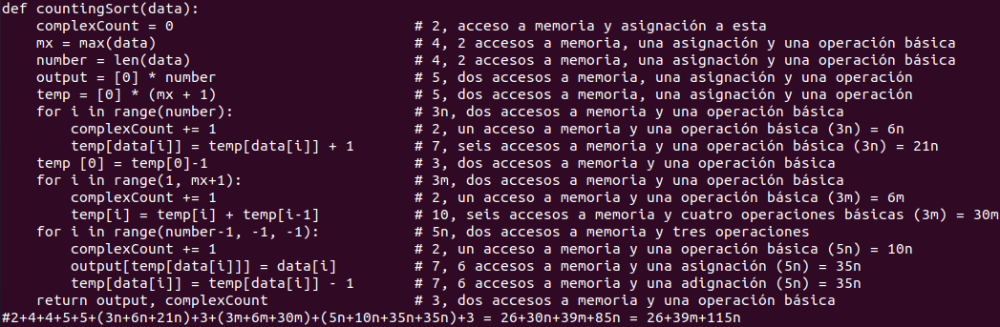 def countingSort(data):
    complexCount = 0                            # 2, acceso a memoria y asignación a esta
    mx = max(data)                              # 4, 2 accesos a memoria, una asignación y una operación básica
    number = len(data)                          # 4, 2 accesos a memoria, una asignación y una operación básica
    output = [0] * number                       # 5, dos accesos a memoria, una asignación y una operación
    temp = [0] * (mx + 1)                       # 5, dos accesos a memoria, una asignación y una operación
    for i in range(number):                     # 3n, dos accesos a memoria y una operación básica
        complexCount += 1                       # 2, un acceso a memoria y una operación básica (3n) = 6n
        temp[data[i]] = temp[data[i]] + 1       # 7, seis accesos a memoria y una operación básica (3n) = 21n
    temp [0] = temp[0]-1                        # 3, dos accesos a memoria y una operación básica
    for i in range(1, mx+1):                    # 3m, dos accesos a memoria y una operación básica
        complexCount += 1                       # 2, un acceso a memoria y una operación básica (3m) = 6m
        temp[i] = temp[i] + temp[i-1]           # 10, seis accesos a memoria y cuatro operaciones básicas (3m) = 30m
    for i in range(number-1, -1, -1):           # 5n, dos accesos a memoria y tres operaciones
        complexCount += 1                       # 2, un acceso a memoria y una operación básica (5n) = 10n
        output[temp[data[i]]] = data[i]         # 7, 6 accesos a memoria y asignación (5n) = 35n
        temp[data[i]] = temp[data[i]] - 1       # 7, 6 accesos a memoria y una adignación (5n) = 35n
    return output, complexCount                 # 3, dos accesos a memoria y una operación básica
#2+4+4+5+5+(3n+6n+21n)+3+(3m+6m+30m)+(5n+10n+35n+35n)+3 = 26+30n+39m+85n = 26+39m+115n